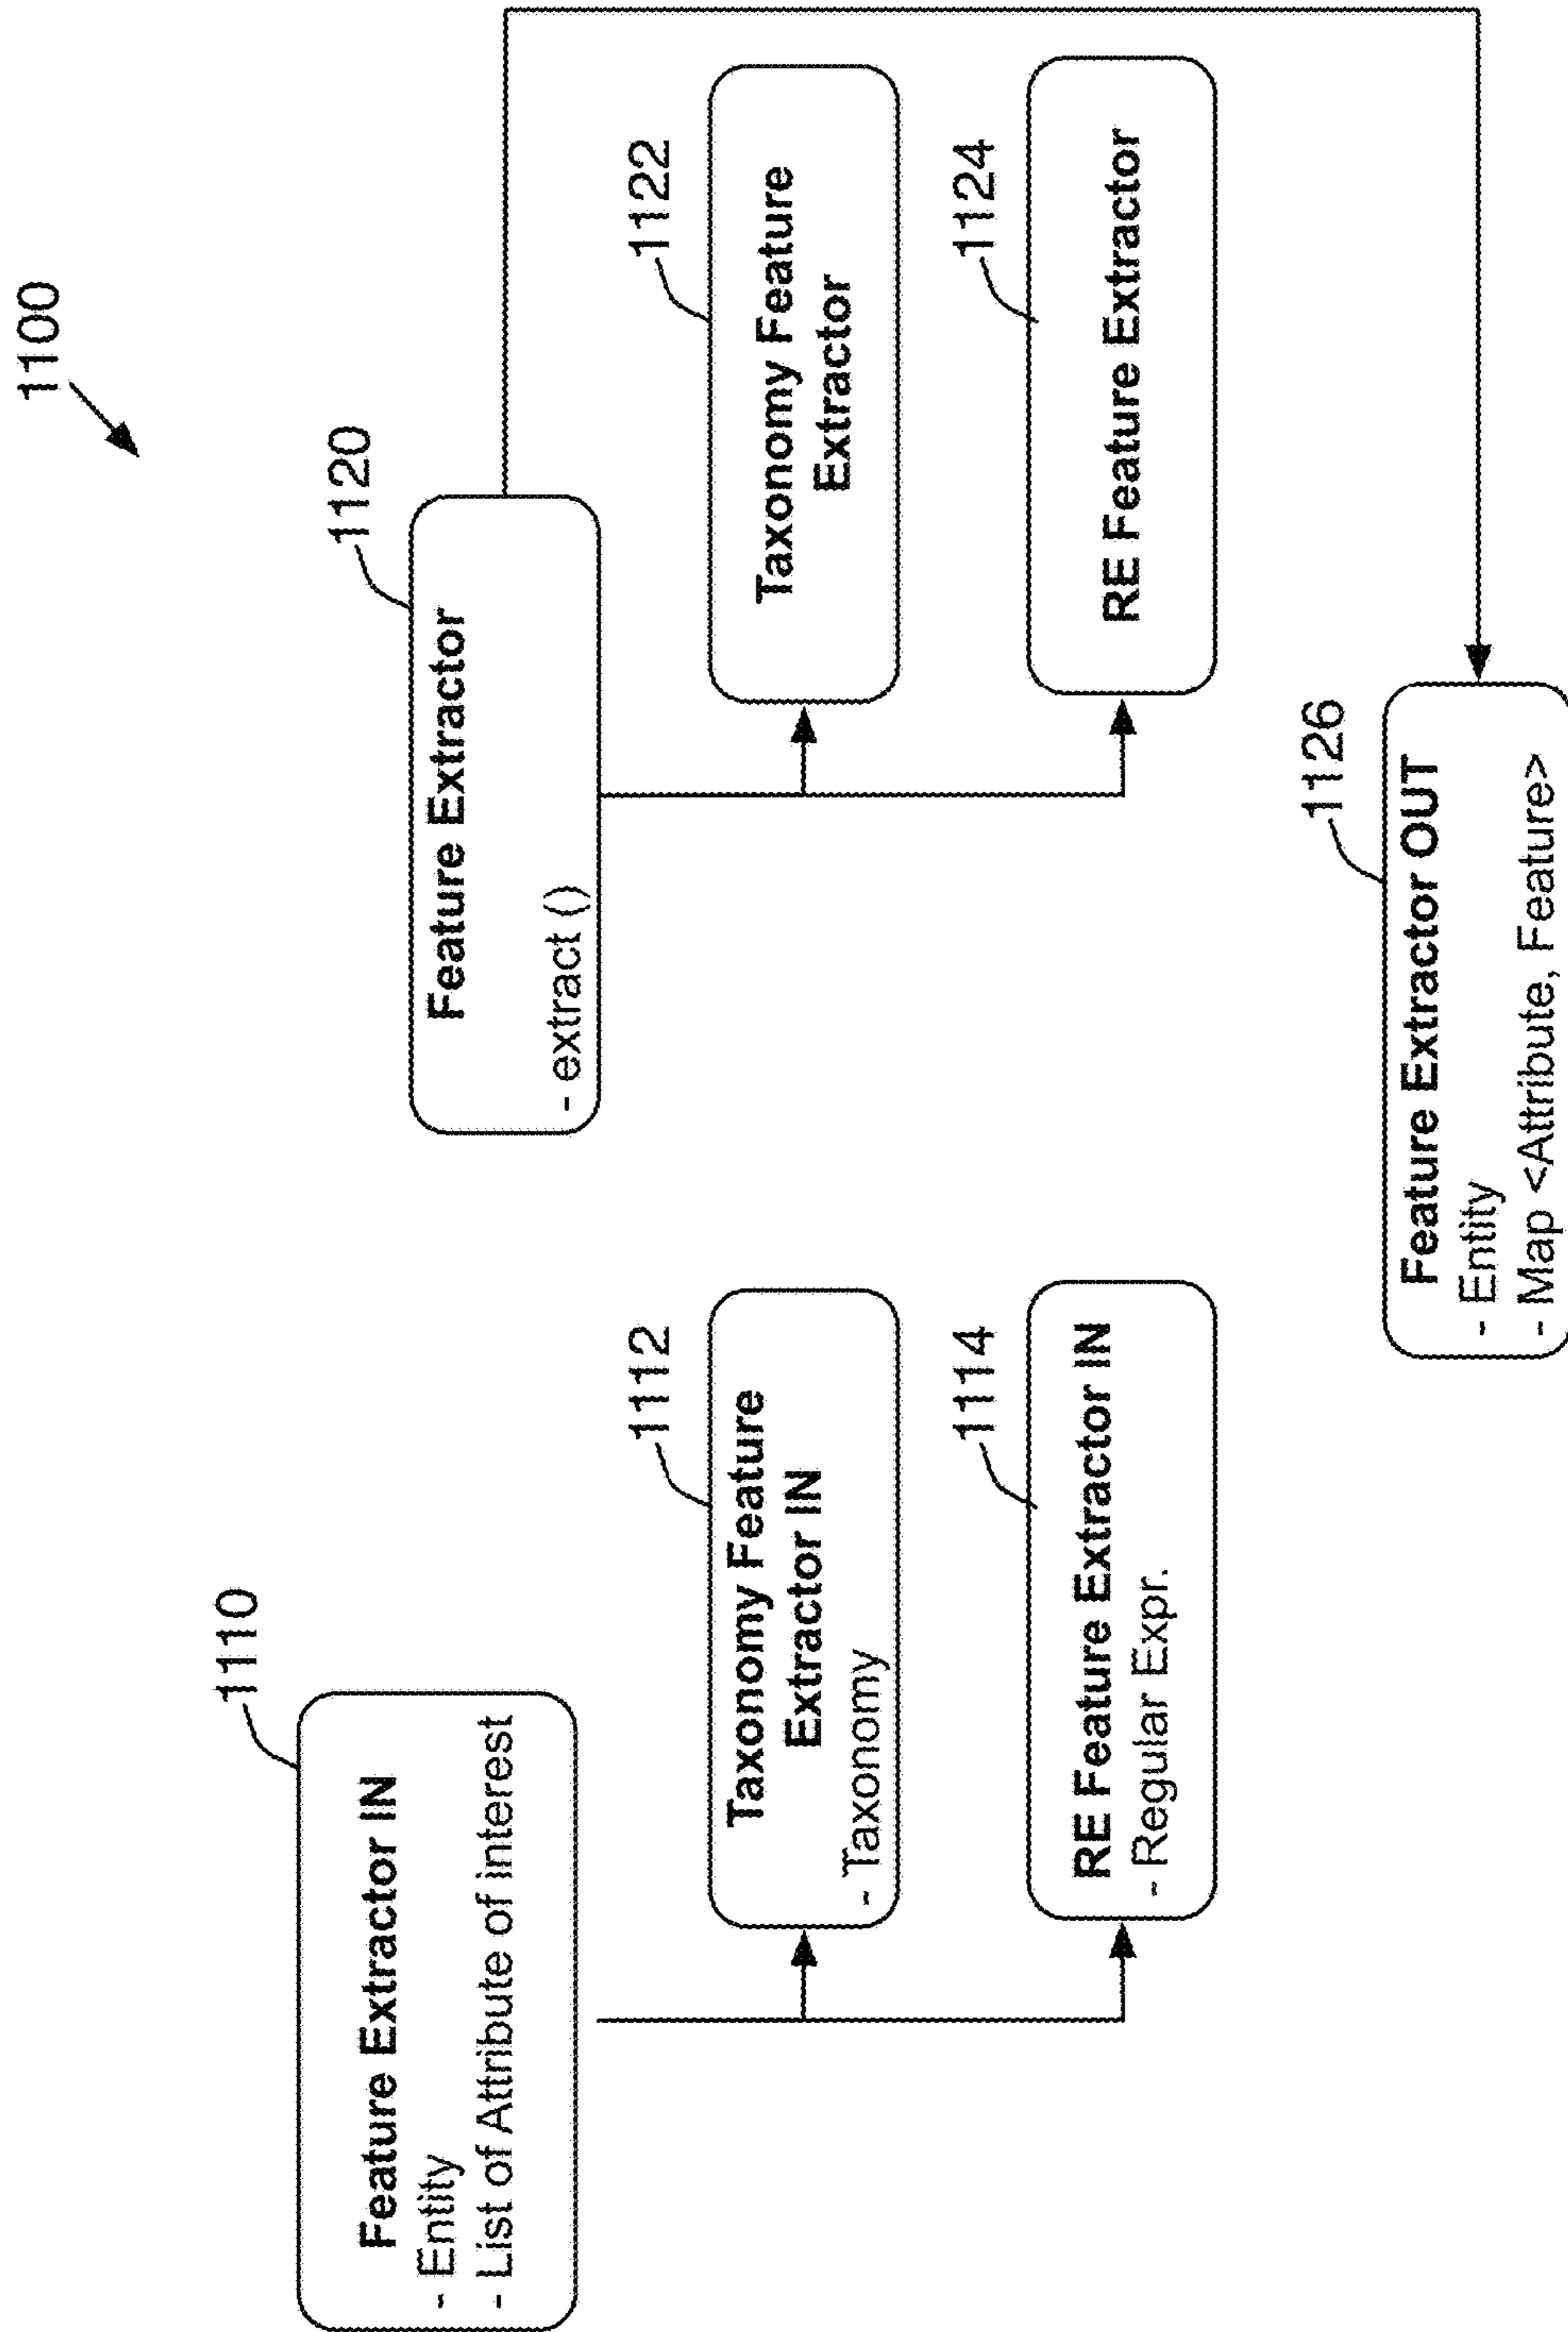 1100
1110
Feature Extractor IN
- Entity
- List of Attribute of interest
1120
Feature Extractor
- extract ()
1112
Taxonomy Feature
Extractor IN
- Taxonomy
1122
Taxonomy Feature
Extractor
1114
RE Feature Extractor IN
- Regular Expr.
1124
RE Feature Extractor
1126
Feature Extractor OUT
- Entity
- Map <Attribute, Feature>